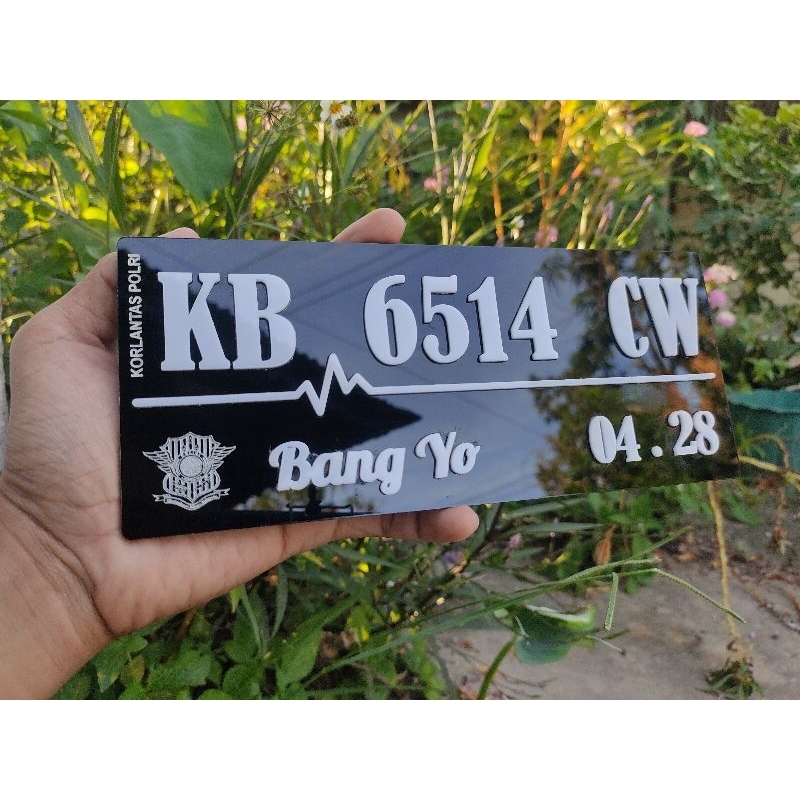 KORLANTAS POLRI
KB 6514 CW
Bang Yo
04.28